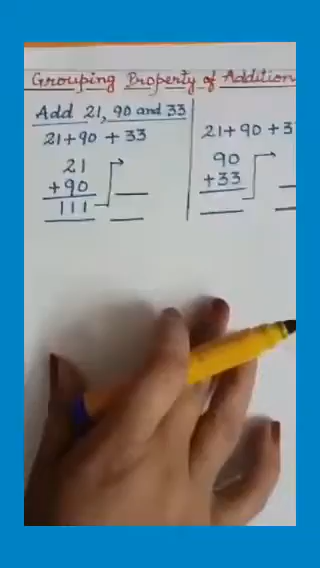 Grouping Property of Addition
Add 21, 90 and 33
21+90 + 33
21
+90
111
21+90 + 3
90
+33